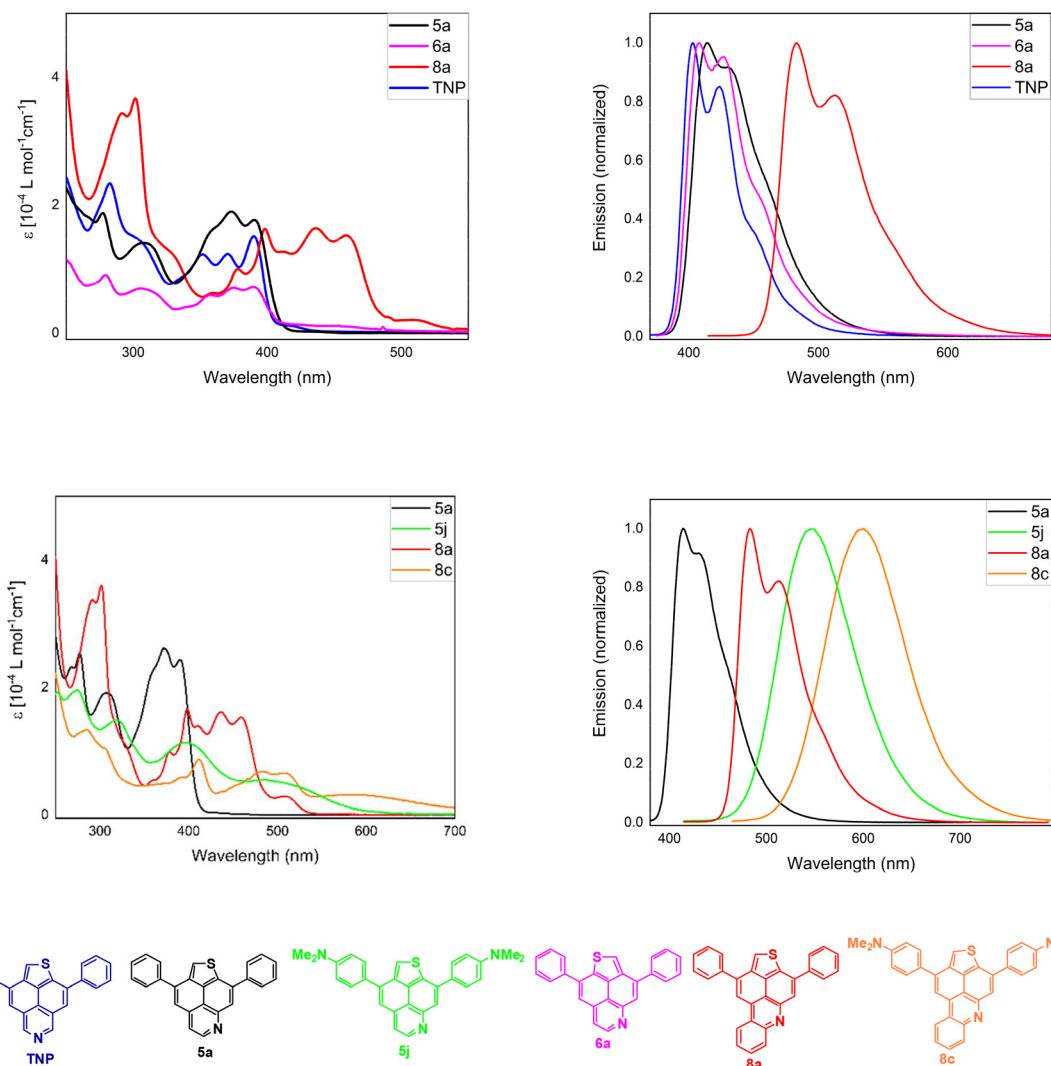 5a
6a
8a
TNP
4
2
0
300
400
500
ε [10⁻⁴ L mol⁻¹cm⁻¹]
Wavelength (nm)
5a
6a
8a
TNP
1.0
0.8
0.6
0.4
0.2
0.0
400
500
600
Emission (normalized)
Wavelength (nm)
5a
5j
8a
8c
4
2
0
300
400
500
600
700
ε [10⁻⁴ L mol⁻¹cm⁻¹]
Wavelength (nm)
5a
5j
8a
8c
1.0
0.8
0.6
0.4
0.2
0.0
400
500
600
700
Emission (normalized)
Wavelength (nm)
S
N
TNP
S
N
5a
Me₂N
NMe₂
S
N
5j
S
N
6a
S
N
8a
Me₂N
N
S
N
8c